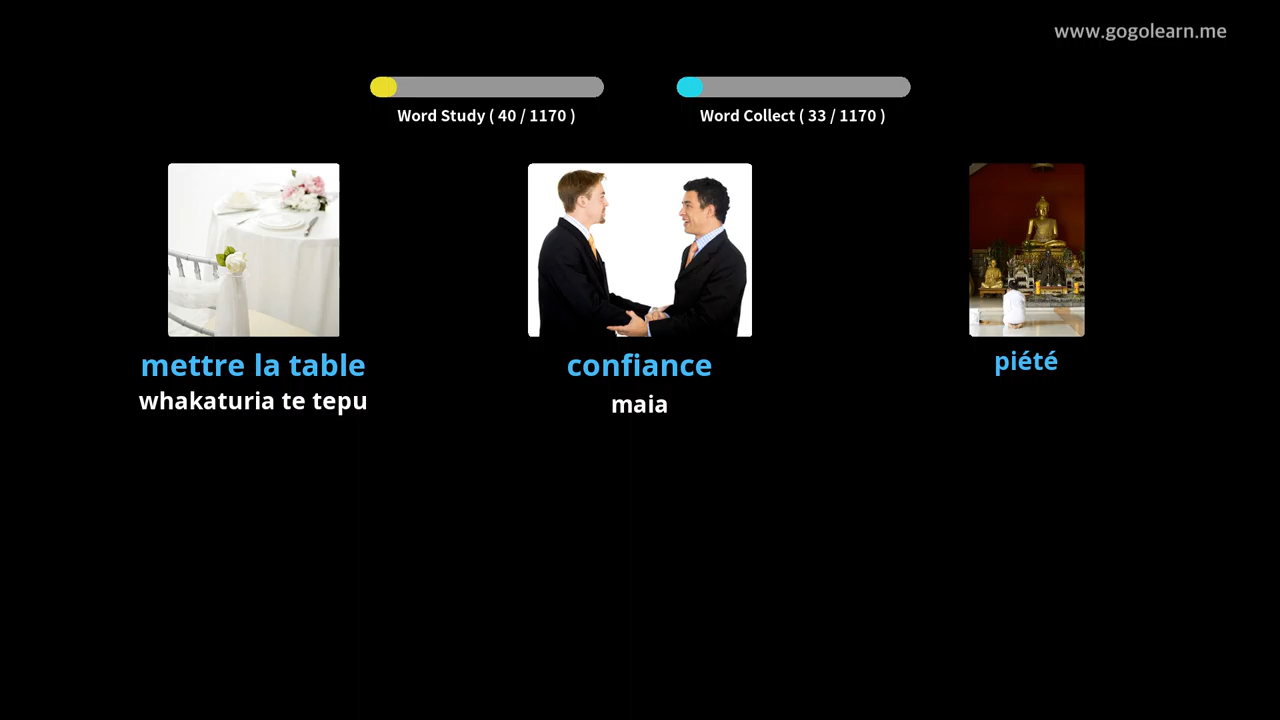 www.gogolearn.me
Word Study ( 40 / 1170 )
Word Collect ( 33 / 1170 )
mettre la table
whakaturia te tepu
confiance
maia
piété